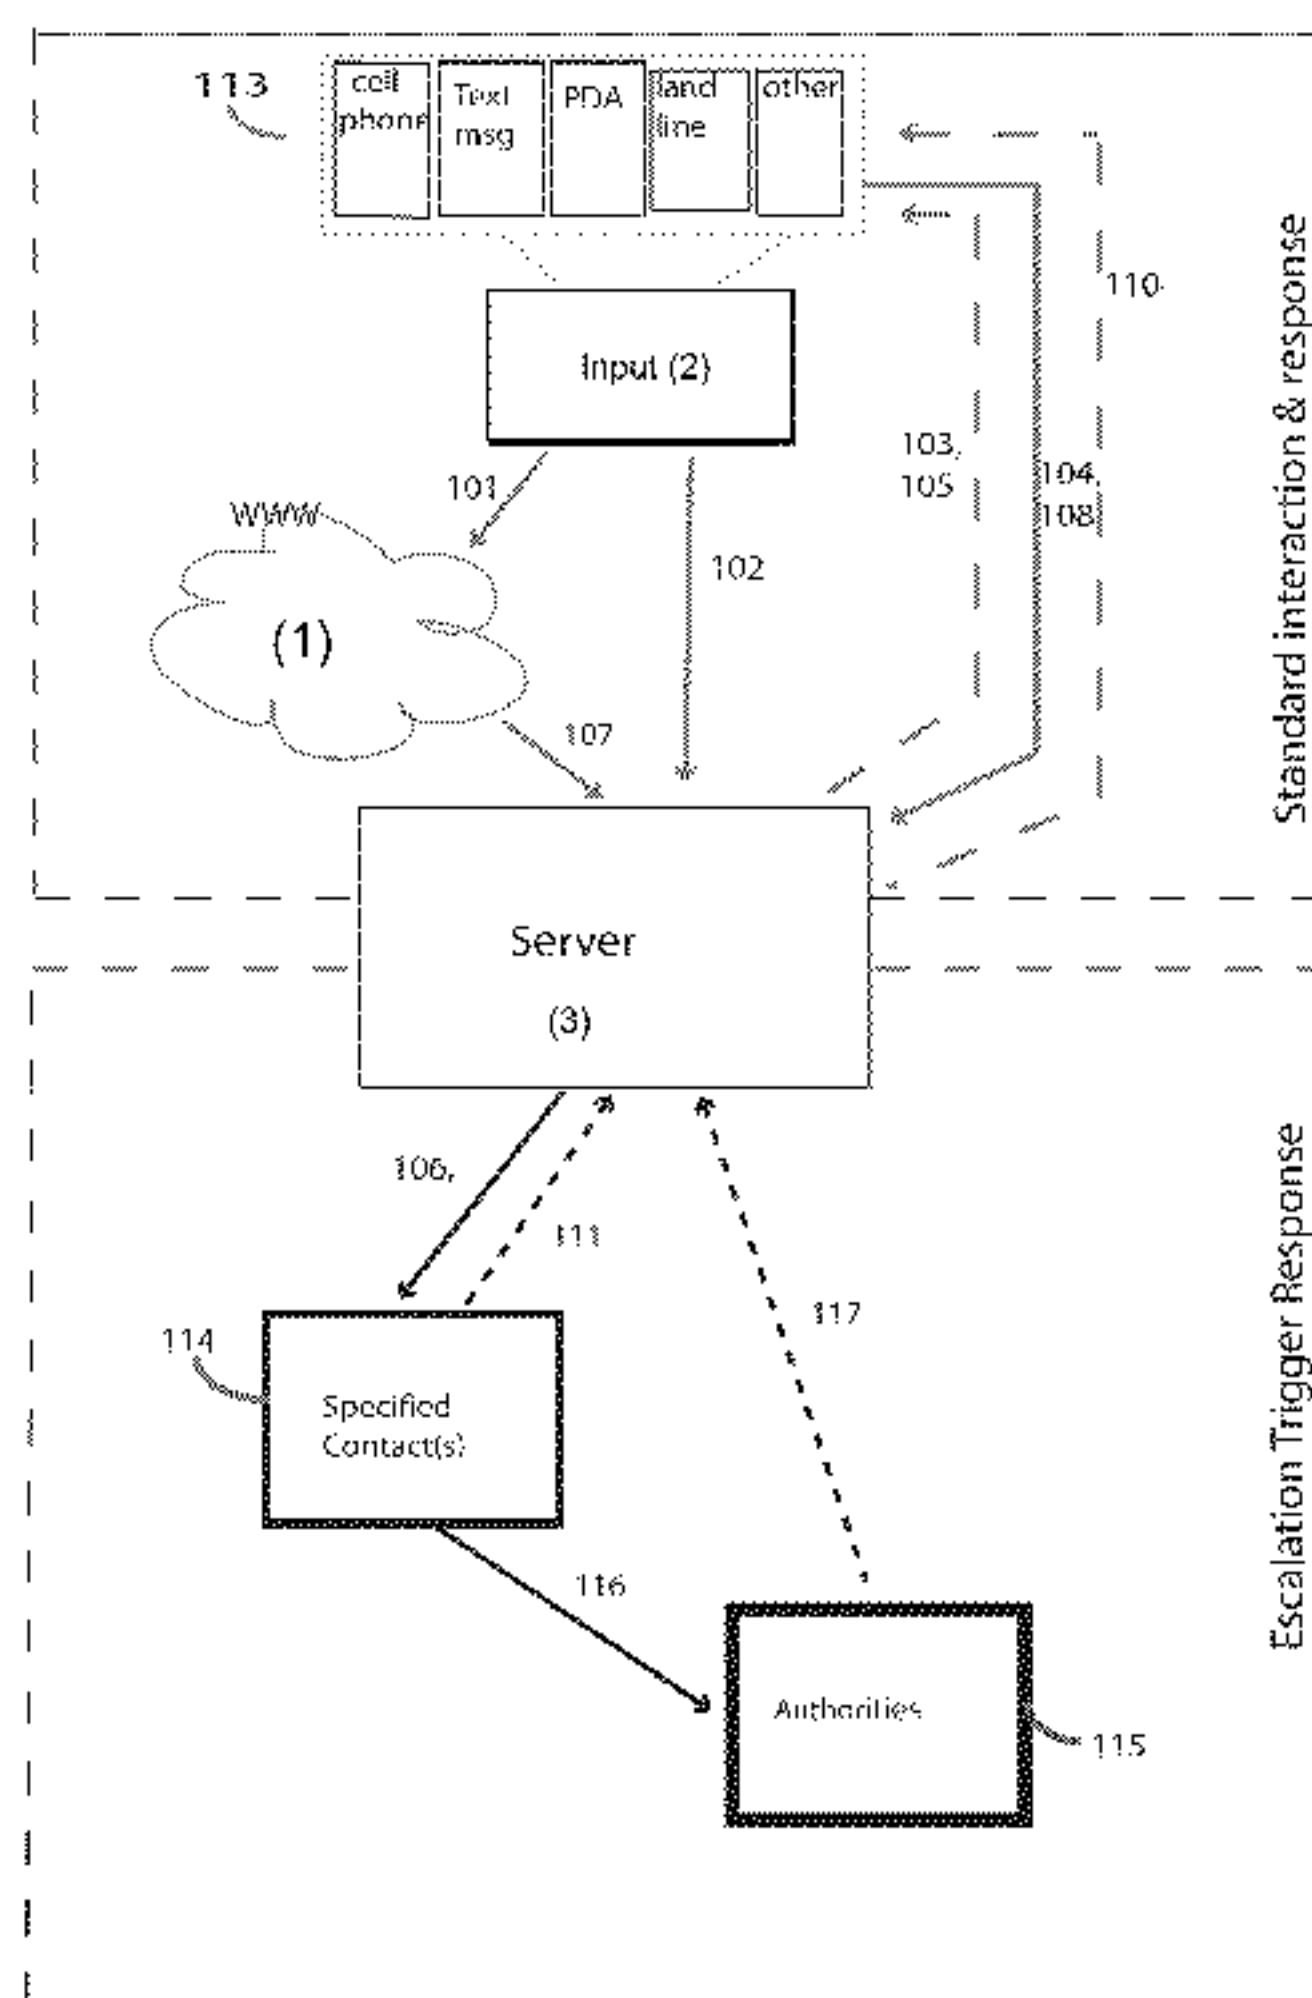 113
cell
phone
Text
msg
PDA
land
line
other
110
Input (2)
103,
105
104,
108
101
WWW
102
(1)
107
Standard interaction & response
Server
(3)
106,
111
117
114
Specified
Contact(s)
116
Authorities
115
Escalation Trigger Response